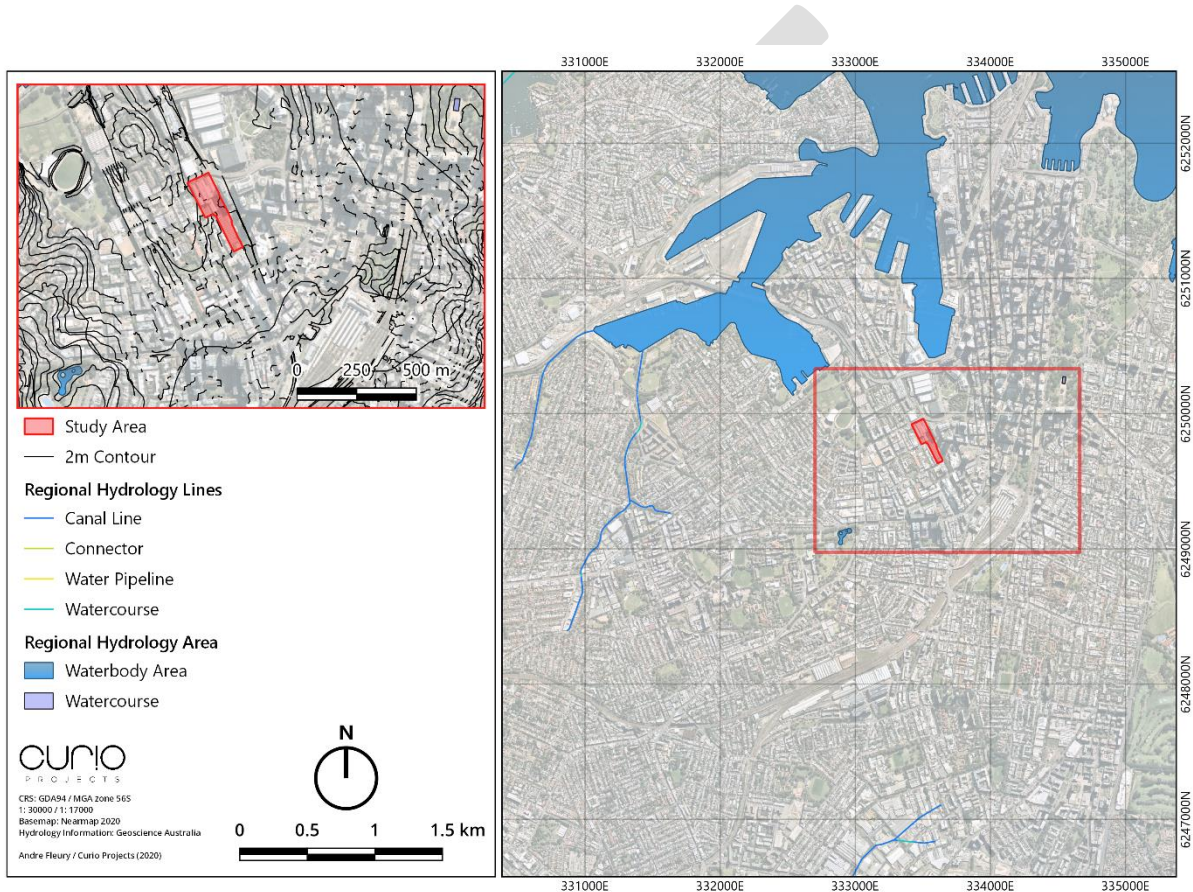 331000E 332000E 333000E 334000E 335000E
0 250 500 m
Study Area
2m Contour
Regional Hydrology Lines
Canal Line
Connector
Water Pipeline
Watercourse
Regional Hydrology Area
Waterbody Area
Watercourse
CURIO
PROJECTS
N
CRS: GDA94 / MGA zone 56S
1: 30000 / 1: 17000
Basemap: Nearmap 2020
Hydrology Information: Geoscience Australia
Andre Fleury / Curio Projects (2020)
0 0.5 1 1.5 km
6252000N
6251000N
6250000N
6249000N
6248000N
6247000N
331000E 332000E 333000E 334000E 335000E